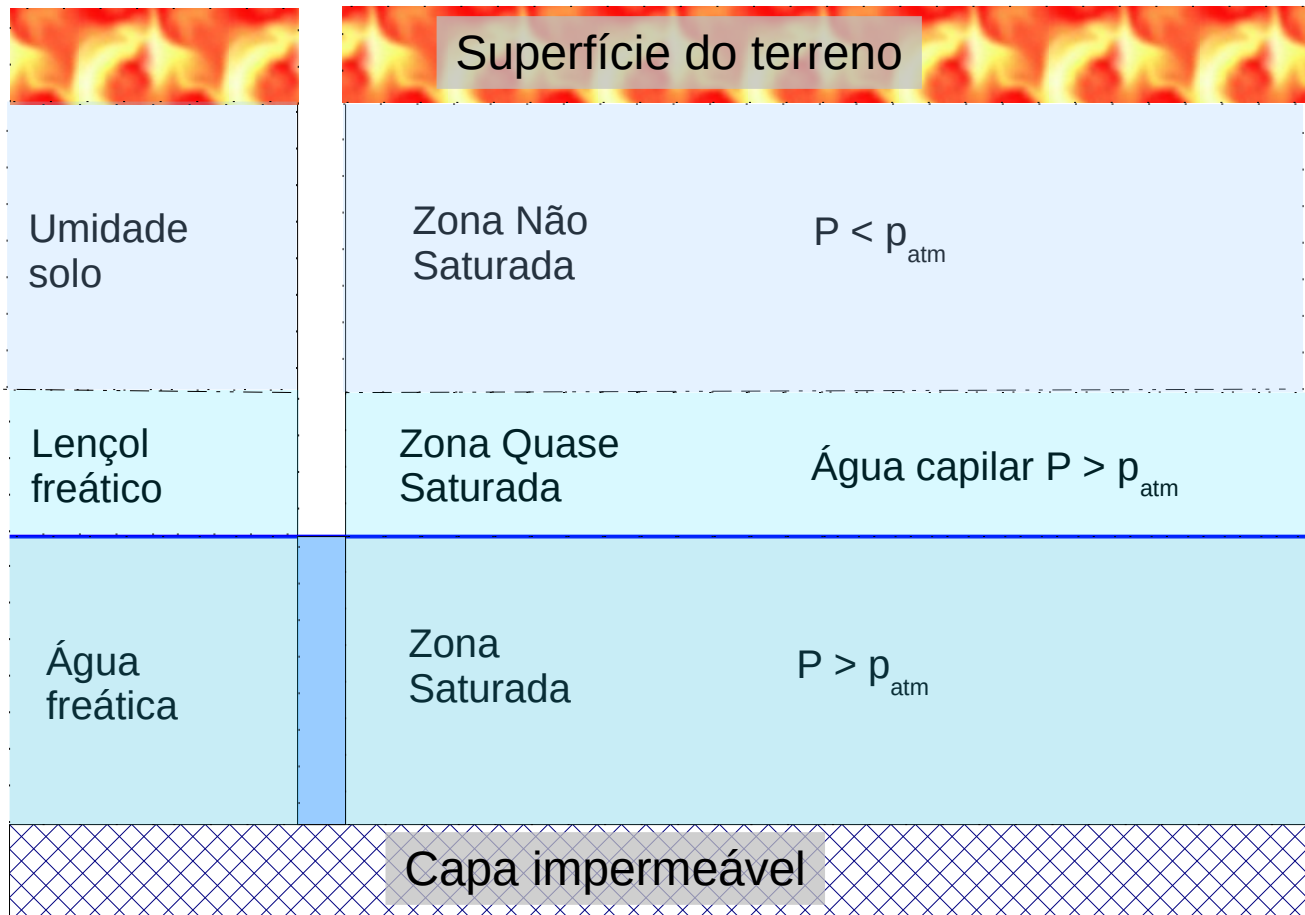 Superfície do terreno
Umidade
solo
Zona Não
Saturada
P < patm
Lençol
freático
Zona Quase
Saturada
Água capilar P > patm
Água
freática
Zona
Saturada
P > patm
Capa impermeável